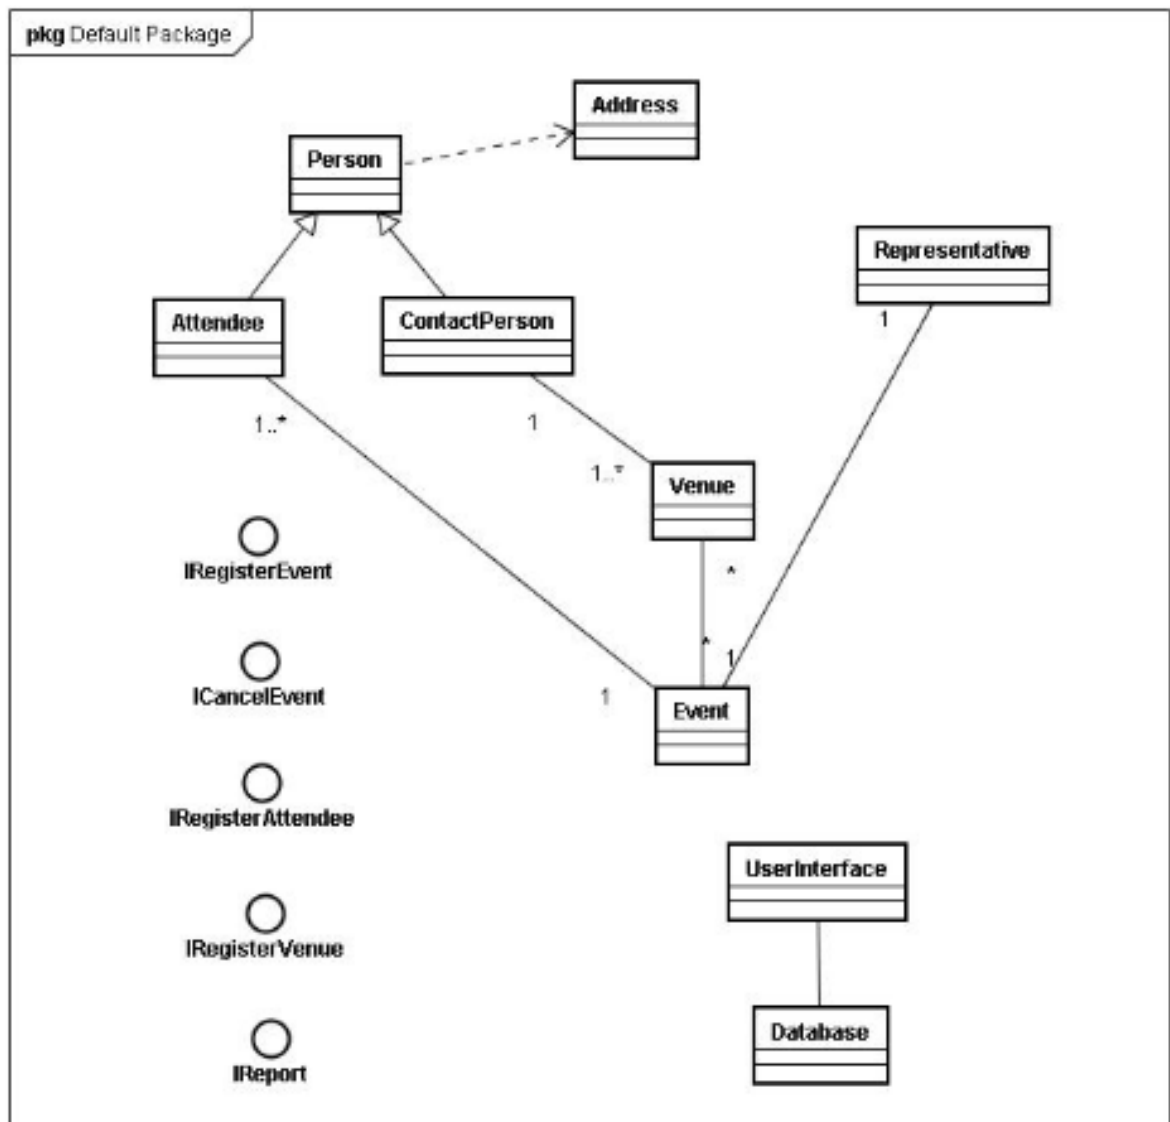 pkg Default Package
Address
Person
Representative
Attendee
ContactPerson
1
1..*
1
1..*
Venue
IRegisterEvent
*
*
1
ICancelEvent
1
Event
IRegisterAttendee
UserInterface
IRegisterVenue
Database
IReport